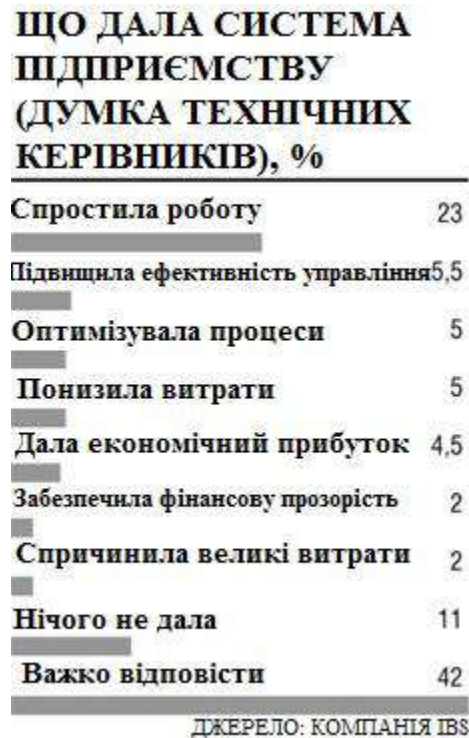 ЩО ДАЛА СИСТЕМА
ПІДПРИЄМСТВУ
(ДУМКА ТЕХНІЧНИХ
КЕРІВНИКІВ), %
Спростила роботу 23
Підвищила ефективність управління 5,5
Оптимізувала процеси 5
Понизила витрати 5
Дала економічний прибуток 4,5
Забезпечила фінансову прозорість 2
Спричинила великі витрати 2
Нічого не дала 11
Важко відповісти 42
ДЖЕРЕЛО: КОМПАНІЯ IBS